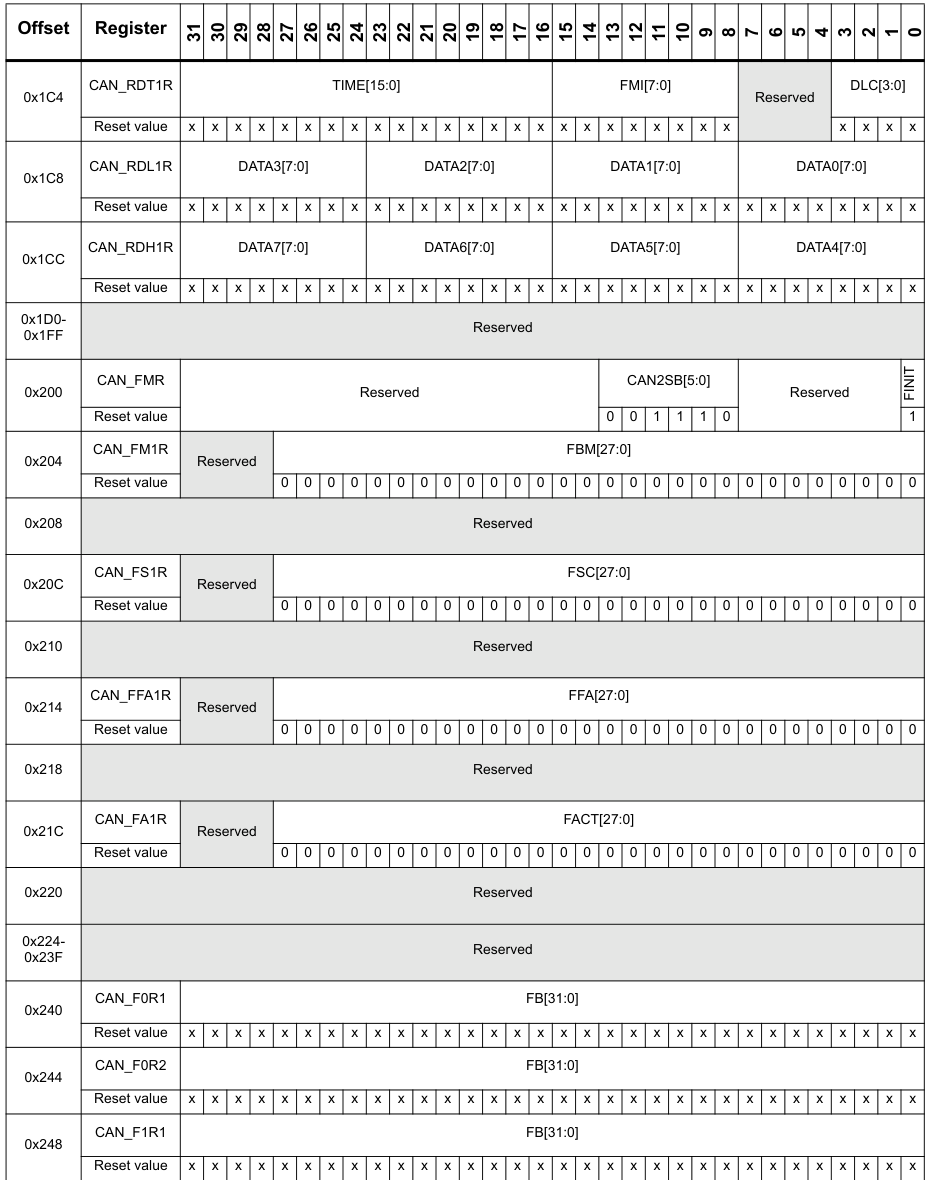 Offset Register 31 30 29 28 27 26 25 24 23 22 21 20 19 18 17 16 15 14 13 12 11 10 9 8 7 6 5 4 3 2 1 0
0x1C4 CAN_RDT1R TIME[15:0] FMI[7:0] Reserved DLC[3:0]
Reset value x x x x x x x x x x x x x x x x x x x x x x x x x x x x
0x1C8 CAN_RDL1R DATA3[7:0] DATA2[7:0] DATA1[7:0] DATA0[7:0]
Reset value x x x x x x x x x x x x x x x x x x x x x x x x x x x x x x x x
0x1CC CAN_RDH1R DATA7[7:0] DATA6[7:0] DATA5[7:0] DATA4[7:0]
Reset value x x x x x x x x x x x x x x x x x x x x x x x x x x x x x x x x
0x1D0-
0x1FF Reserved
0x200 CAN_FMR Reserved CAN2SB[5:0] Reserved FINIT
Reset value 0 0 1 1 1 0 1
0x204 CAN_FM1R Reserved FBM[27:0]
Reset value 0 0 0 0 0 0 0 0 0 0 0 0 0 0 0 0 0 0 0 0 0 0 0 0 0 0 0 0
0x208 Reserved
0x20C CAN_FS1R Reserved FSC[27:0]
Reset value 0 0 0 0 0 0 0 0 0 0 0 0 0 0 0 0 0 0 0 0 0 0 0 0 0 0 0 0
0x210 Reserved
0x214 CAN_FFA1R Reserved FFA[27:0]
Reset value 0 0 0 0 0 0 0 0 0 0 0 0 0 0 0 0 0 0 0 0 0 0 0 0 0 0 0 0
0x218 Reserved
0x21C CAN_FA1R Reserved FACT[27:0]
Reset value 0 0 0 0 0 0 0 0 0 0 0 0 0 0 0 0 0 0 0 0 0 0 0 0 0 0 0 0
0x220 Reserved
0x224-
0x23F Reserved
0x240 CAN_F0R1 FB[31:0]
Reset value x x x x x x x x x x x x x x x x x x x x x x x x x x x x x x x x
0x244 CAN_F0R2 FB[31:0]
Reset value x x x x x x x x x x x x x x x x x x x x x x x x x x x x x x x x
0x248 CAN_F1R1 FB[31:0]
Reset value x x x x x x x x x x x x x x x x x x x x x x x x x x x x x x x x